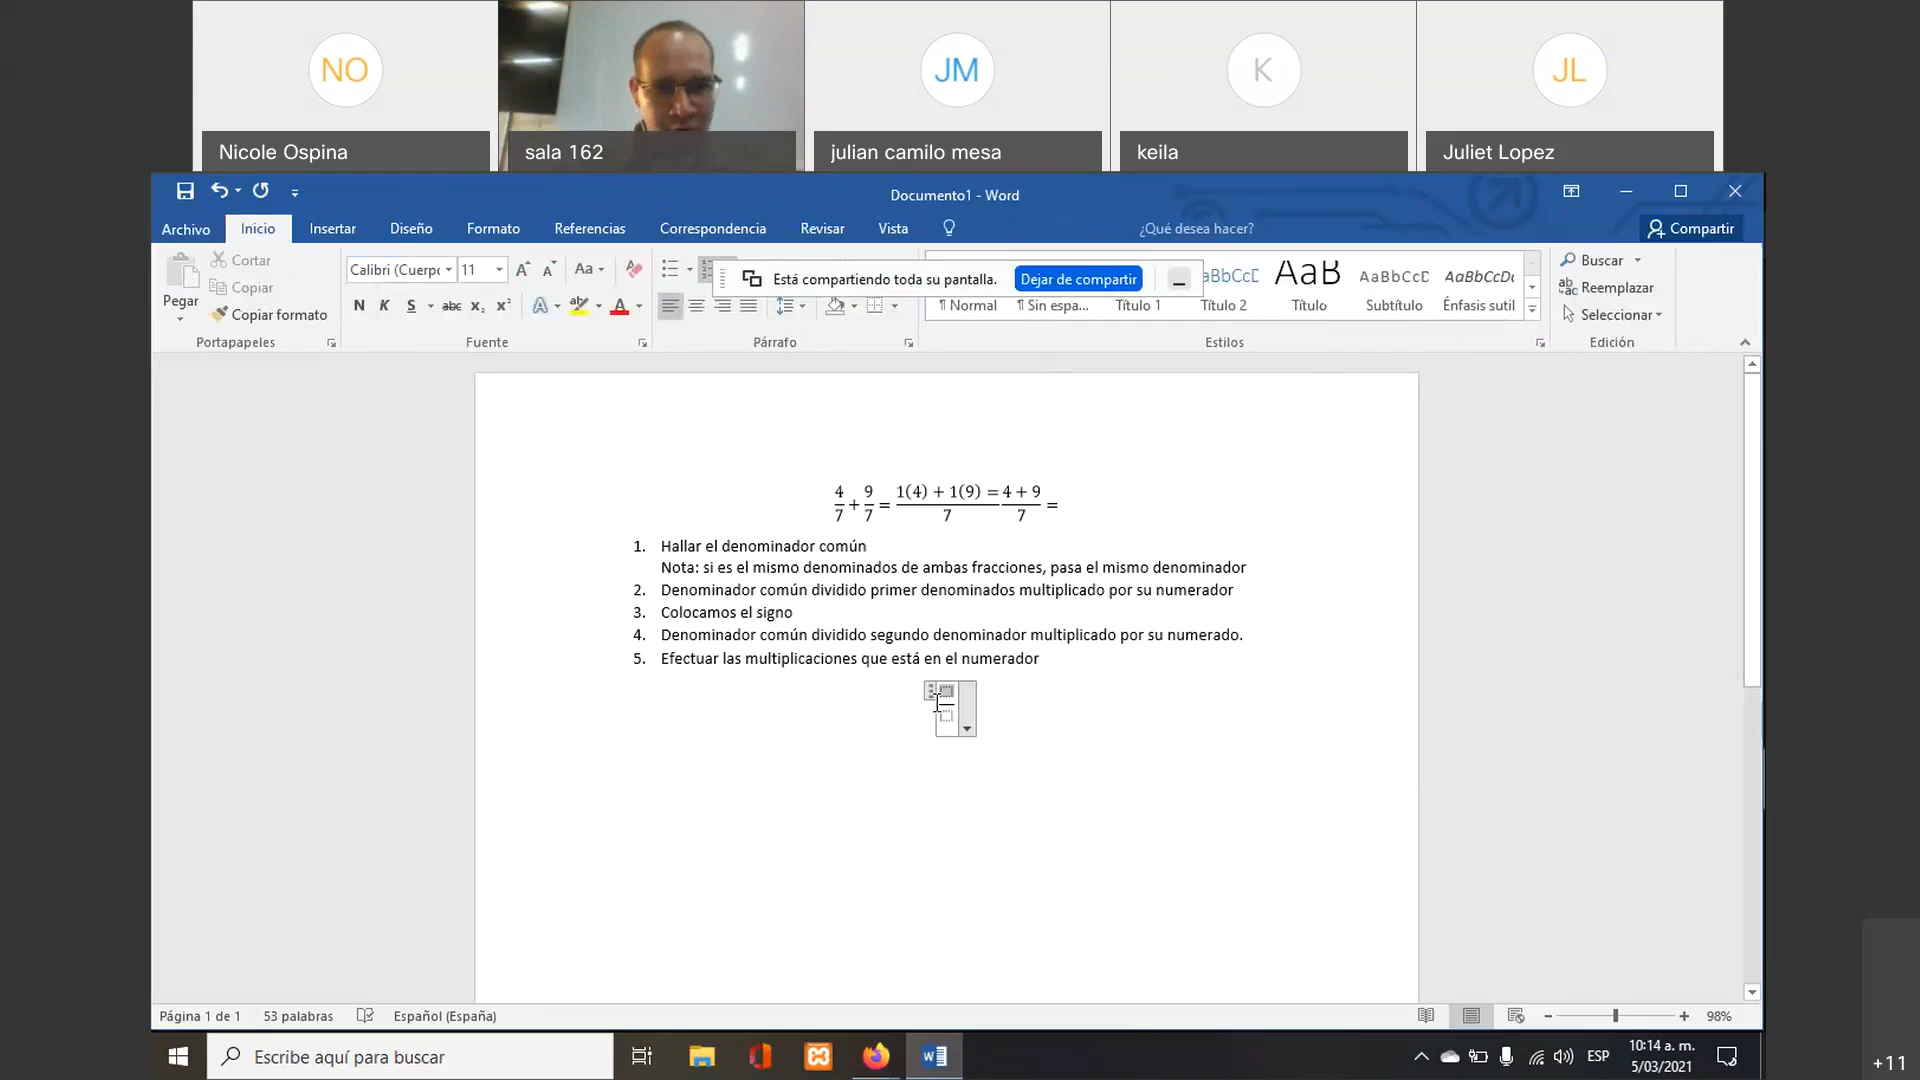 NO
JM
K
JL
Nicole Ospina
sala 162
julian camilo mesa
keila
Juliet Lopez
Documento1 - Word
Archivo
Inicio
Insertar
Diseño
Formato
Referencias
Correspondencia
Revisar
Vista
¿Qué desea hacer?
Compartir
Pegar
Cortar
Copiar
Copiar formato
Portapapeles
Calibri (Cuerpo
11
Aa
N K S abc x₂ x² A ab A
Fuente
Está compartiendo toda su pantalla.
Dejar de compartir
Párrafo
aBbCcD AaB AaBbCcD AaBbCcDc
¶ Normal
¶ Sin espa...
Título 1
Título 2
Título
Subtítulo
Énfasis sutil
Estilos
Buscar
Reemplazar
Seleccionar
Edición
4/7 + 9/7 = (1(4) + 1(9) =)/7 (4 + 9)/7 =
1. Hallar el denominador común
Nota: si es el mismo denominados de ambas fracciones, pasa el mismo denominador
2. Denominador común dividido primer denominados multiplicado por su numerador
3. Colocamos el signo
4. Denominador común dividido segundo denominador multiplicado por su numerado.
5. Efectuar las multiplicaciones que está en el numerador
Página 1 de 1
53 palabras
Español (España)
98%
Escribe aquí para buscar
ESP
10:14 a. m.
5/03/2021
+11